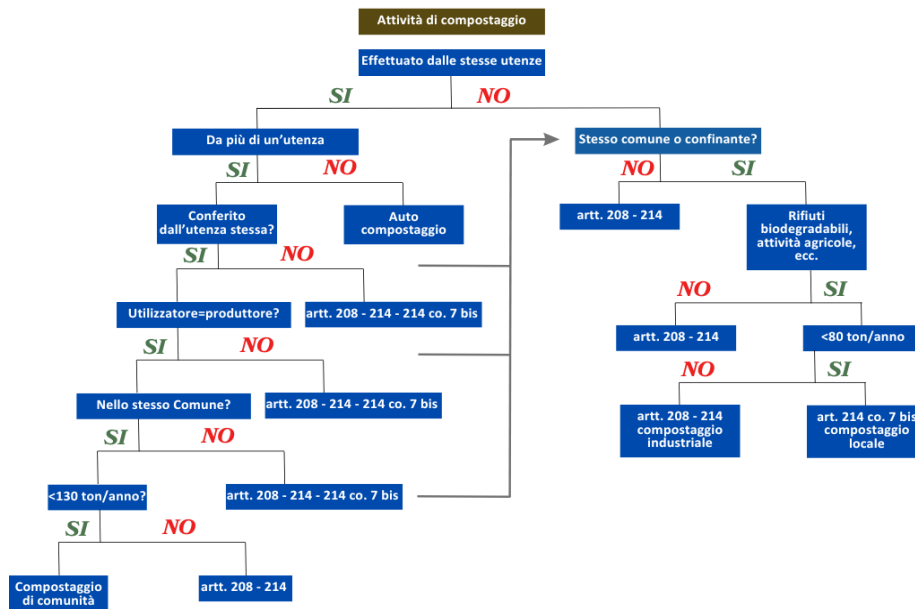 Attività di compostaggio
Effettuato dalle stesse utenze
SI
NO
Da più di un'utenza
Stesso comune o confinante?
SI
NO
NO
SI
Conferito
dall'utenza stessa?
Auto
compostaggio
artt. 208 - 214
Rifiuti
biodegradabili,
attività agricole,
ecc.
SI
NO
NO
SI
Utilizzatore=produttore?
artt. 208 - 214 - 214 co. 7 bis
artt. 208 - 214
<80 ton/anno
SI
NO
NO
SI
Nello stesso Comune?
artt. 208 - 214 - 214 co. 7 bis
artt. 208 - 214
compostaggio
industriale
art. 214 co. 7 bis
compostaggio
locale
SI
NO
<130 ton/anno?
artt. 208 - 214 - 214 co. 7 bis
SI
NO
Compostaggio
di comunità
artt. 208 - 214